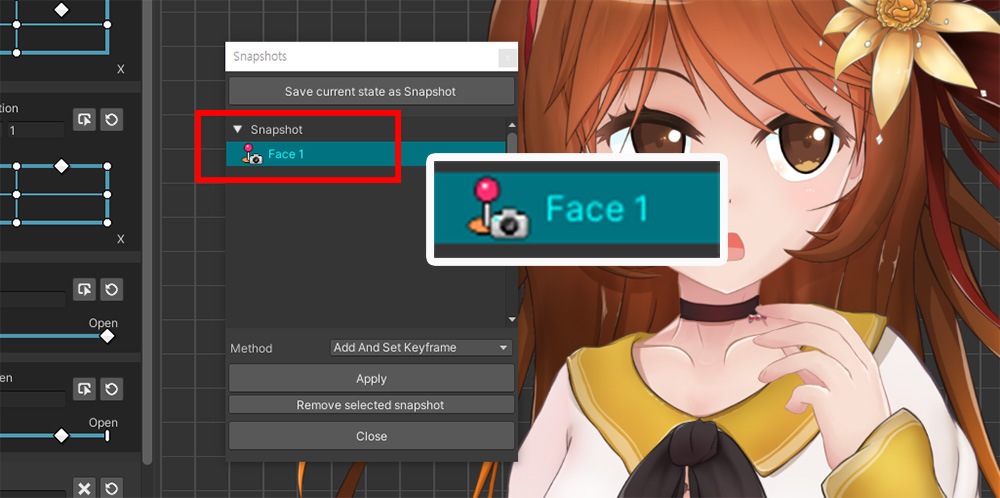 X
tion
1
X
Open
en
Open
Snapshots
Save current state as Snapshot
Snapshot
Face 1
Face 1
Method
Add And Set Keyframe
Apply
Remove selected snapshot
Close